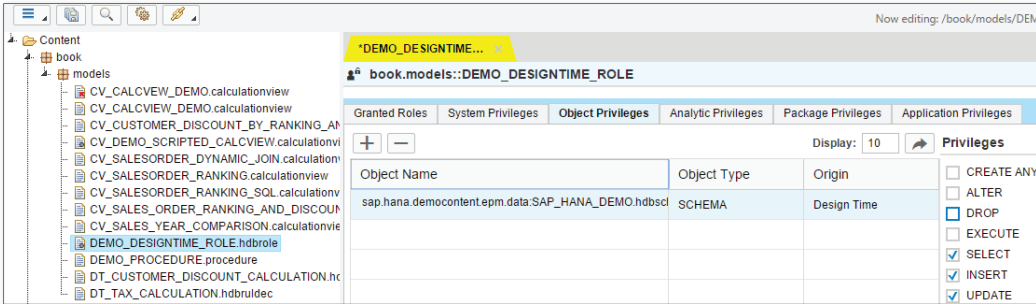 Now editing: /book/models/DEM
Content
book
models
CV_CALCVEW_DEMO.calculationview
CV_CALCVIEW_DEMO.calculationview
CV_CUSTOMER_DISCOUNT_BY_RANKING_AN
CV_DEMO_SCRIPTED_CALCVIEW.calculationvi
CV_SALESORDER_DYNAMIC_JOIN.calculationv
CV_SALESORDER_RANKING.calculationview
CV_SALESORDER_RANKING_SQL.calculationv
CV_SALES_ORDER_RANKING_AND_DISCOUN
CV_SALES_YEAR_COMPARISON.calculationvie
DEMO_DESIGNTIME_ROLE.hdbrole
DEMO_PROCEDURE.procedure
DT_CUSTOMER_DISCOUNT_CALCULATION.hd
DT_TAX_CALCULATION.hdbruldec
*DEMO_DESIGNTIME...
book.models::DEMO_DESIGNTIME_ROLE
Granted Roles System Privileges Object Privileges Analytic Privileges Package Privileges Application Privileges
Display: 10
Object Name Object Type Origin
sap.hana.democontent.epm.data:SAP_HANA_DEMO.hdbscl SCHEMA Design Time
Privileges
CREATE ANY
ALTER
DROP
EXECUTE
SELECT
INSERT
UPDATE